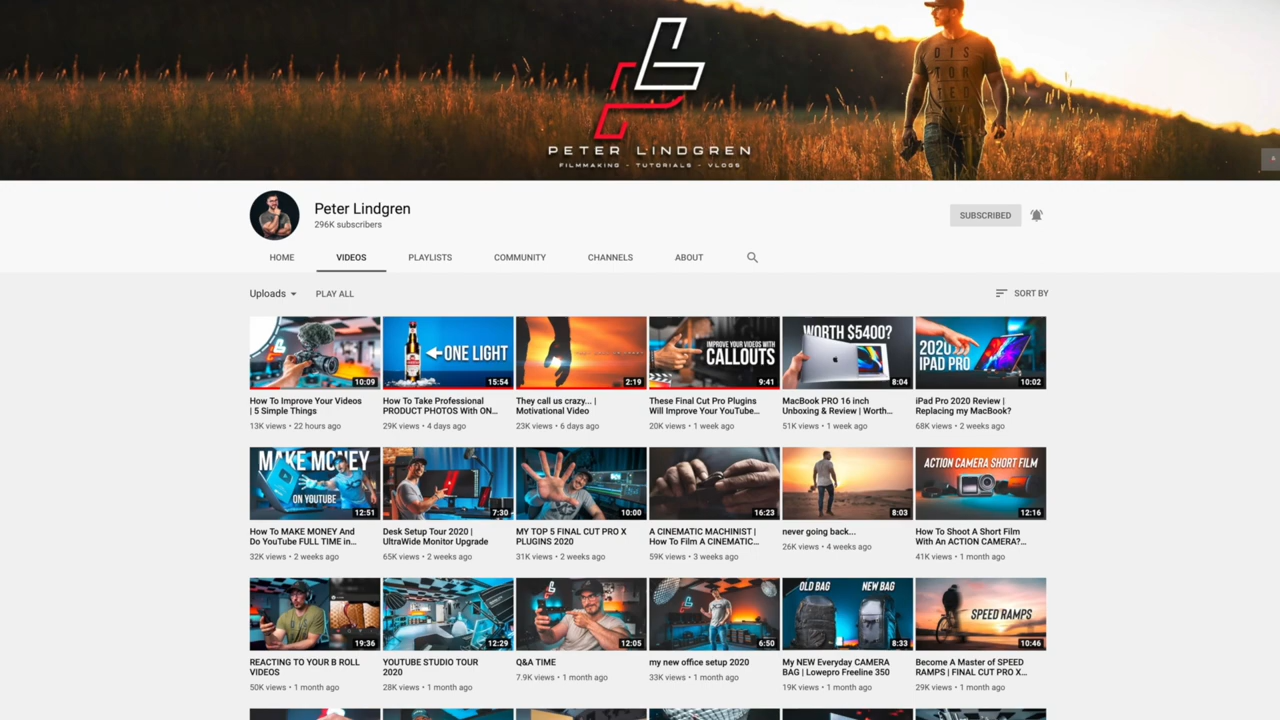 DIS
TOR
TED
PETER LINDGREN
FILMMAKING - TUTORIALS - VLOGS
Peter Lindgren
296K subscribers
SUBSCRIBED
HOME
VIDEOS
PLAYLISTS
COMMUNITY
CHANNELS
ABOUT
Uploads
PLAY ALL
SORT BY
10:09
How To Improve Your Videos
| 5 Simple Things
13K views • 22 hours ago
ONE LIGHT
15:54
How To Take Professional
PRODUCT PHOTOS With ON...
29K views • 4 days ago
2:19
They call us crazy... |
Motivational Video
23K views • 6 days ago
IMPROVE YOUR VIDEOS WITH
CALLOUTS
9:41
These Final Cut Pro Plugins
Will Improve Your YouTube...
20K views • 1 week ago
WORTH $5400?
8:04
MacBook PRO 16 inch
Unboxing & Review | Worth...
51K views • 1 week ago
2020
IPAD PRO
10:02
iPad Pro 2020 Review |
Replacing my MacBook?
68K views • 2 weeks ago
MAKE MONEY
ON YOUTUBE
12:51
How To MAKE MONEY And
Do YouTube FULL TIME in...
32K views • 2 weeks ago
7:30
Desk Setup Tour 2020 |
UltraWide Monitor Upgrade
65K views • 2 weeks ago
10:00
MY TOP 5 FINAL CUT PRO X
PLUGINS 2020
31K views • 2 weeks ago
16:23
A CINEMATIC MACHINIST |
How To Film A CINEMATIC...
59K views • 3 weeks ago
8:03
never going back...
26K views • 4 weeks ago
ACTION CAMERA SHORT FILM
12:16
How To Shoot A Short Film
With An ACTION CAMERA?...
41K views • 1 month ago
19:36
REACTING TO YOUR B ROLL
VIDEOS
50K views • 1 month ago
12:29
YOUTUBE STUDIO TOUR
2020
28K views • 1 month ago
12:05
Q&A TIME
7.9K views • 1 month ago
6:50
my new office setup 2020
33K views • 1 month ago
OLD BAG
NEW BAG
8:33
My NEW Everyday CAMERA
BAG | Lowepro Freeline 350
19K views • 1 month ago
SPEED RAMPS
10:46
Become A Master of SPEED
RAMPS | FINAL CUT PRO X...
29K views • 1 month ago